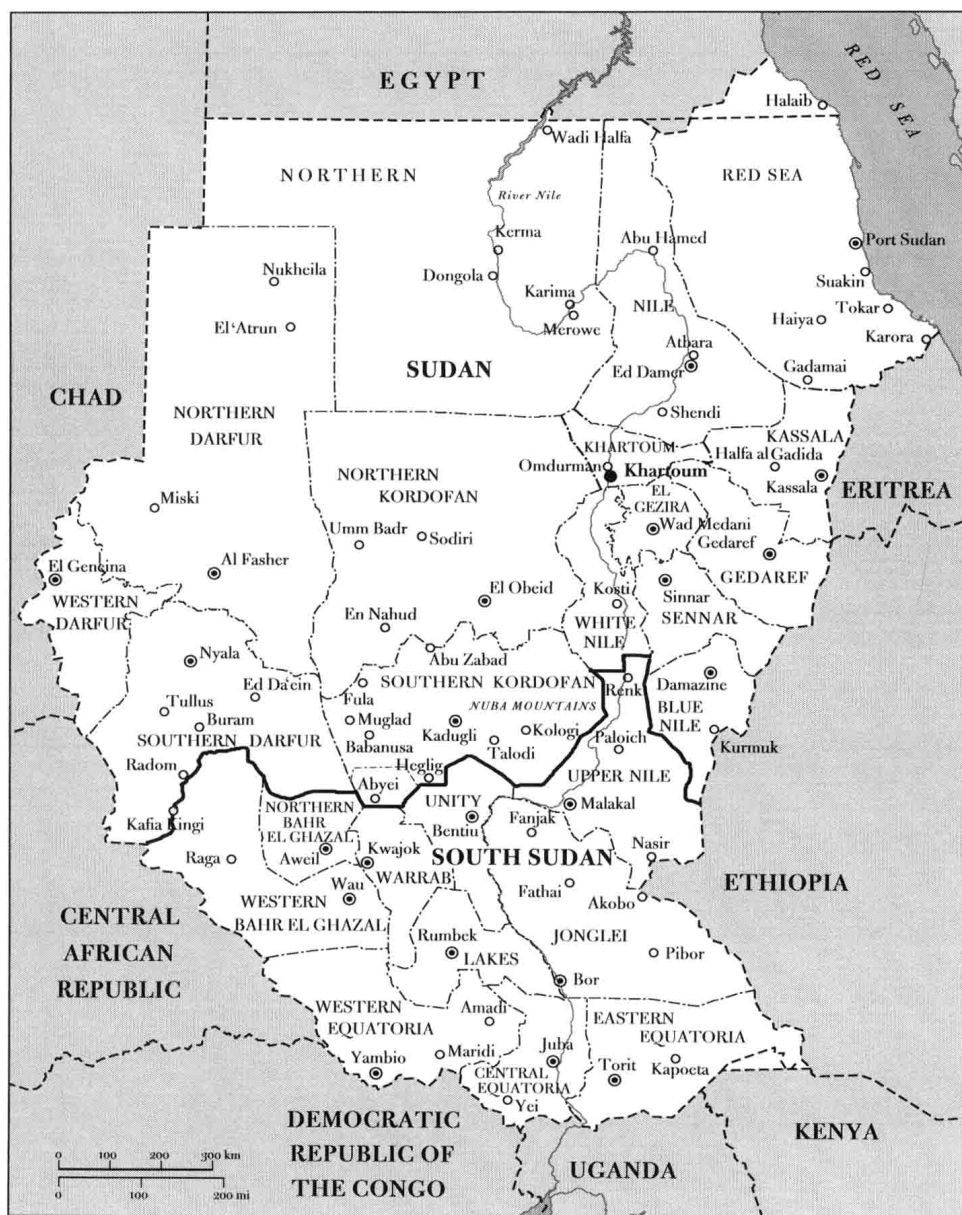 EGYPT
RED SEA
Halaib
Wadi Halfa
NORTHERN
RED SEA
River Nile
Kerma
Abu Hamed
Port Sudan
Nukheila
Dongola
Suakin
Karima
NILE
Tokar
El ‘Atrun
Merowe
Haiya
Karora
Atbara
SUDAN
Ed Damer
Gadamai
CHAD
NORTHERN
DARFUR
Shendi
KASSALA
KHARTOUM
Halfa al Gadida
Omdurman
Khartoum
NORTHERN
KORDOFAN
Kassala
ERITREA
Miski
EL
GEZIRA
Umm Badr
Sodiri
Wad Medani
Gedaref
El Geneina
Al Fasher
GEDAREF
El Obeid
Kosti
Sinnar
WESTERN
DARFUR
SENNAR
En Nahud
WHITE
NILE
Nyala
Abu Zabad
Ed Da‘ein
Fula
SOUTHERN KORDOFAN
Renk
Damazine
Tullus
NUBA MOUNTAINS
BLUE
NILE
Buram
Muglad
Kadugli
Kologi
Babanusa
Talodi
Paloich
Kurmuk
SOUTHERN DARFUR
Radom
Heglig
UPPER NILE
Abyei
Malakal
Kafia Kingi
NORTHERN
BAHR
EL GHAZAL
UNITY
Bentiu
Fanjak
Aweil
Kwajok
SOUTH SUDAN
Nasir
Raga
WARRAB
ETHIOPIA
Wau
Fathai
Akobo
WESTERN
BAHR EL GHAZAL
CENTRAL
AFRICAN
REPUBLIC
Rumbek
JONGLEI
LAKES
Pibor
Bor
WESTERN
EQUATORIA
Amadi
EASTERN
EQUATORIA
Maridi
Juba
Yambio
CENTRAL
EQUATORIA
Torit
Kapoeta
Yei
DEMOCRATIC
REPUBLIC OF
THE CONGO
UGANDA
KENYA
0 100 200 300 km
0 100 200 mi